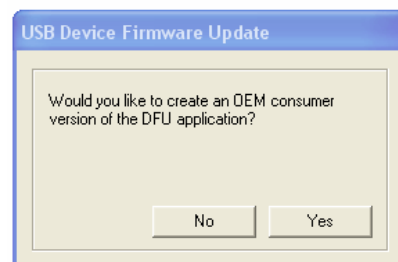 USB Device Firmware Update
Would you like to create an OEM consumer
version of the DFU application?
No
Yes